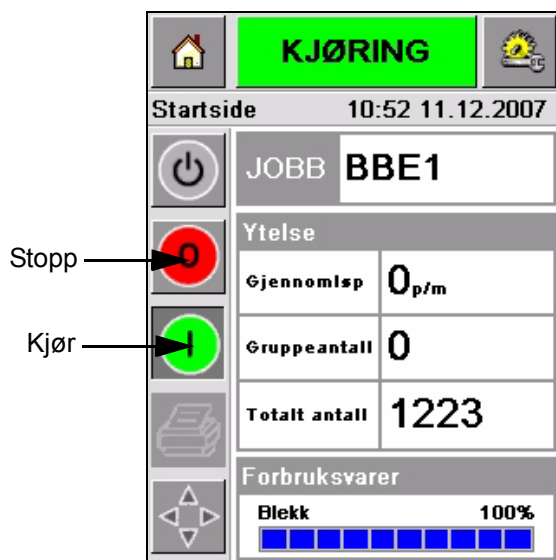 KJØRING
Startside 10:52 11.12.2007
JOBB BBE1
Ytelse
Stopp O
Gjennomløp 0p/m
Kjør I
Gruppeantall 0
Totalt antall 1223
Forbruksvarer
Blekk 100%